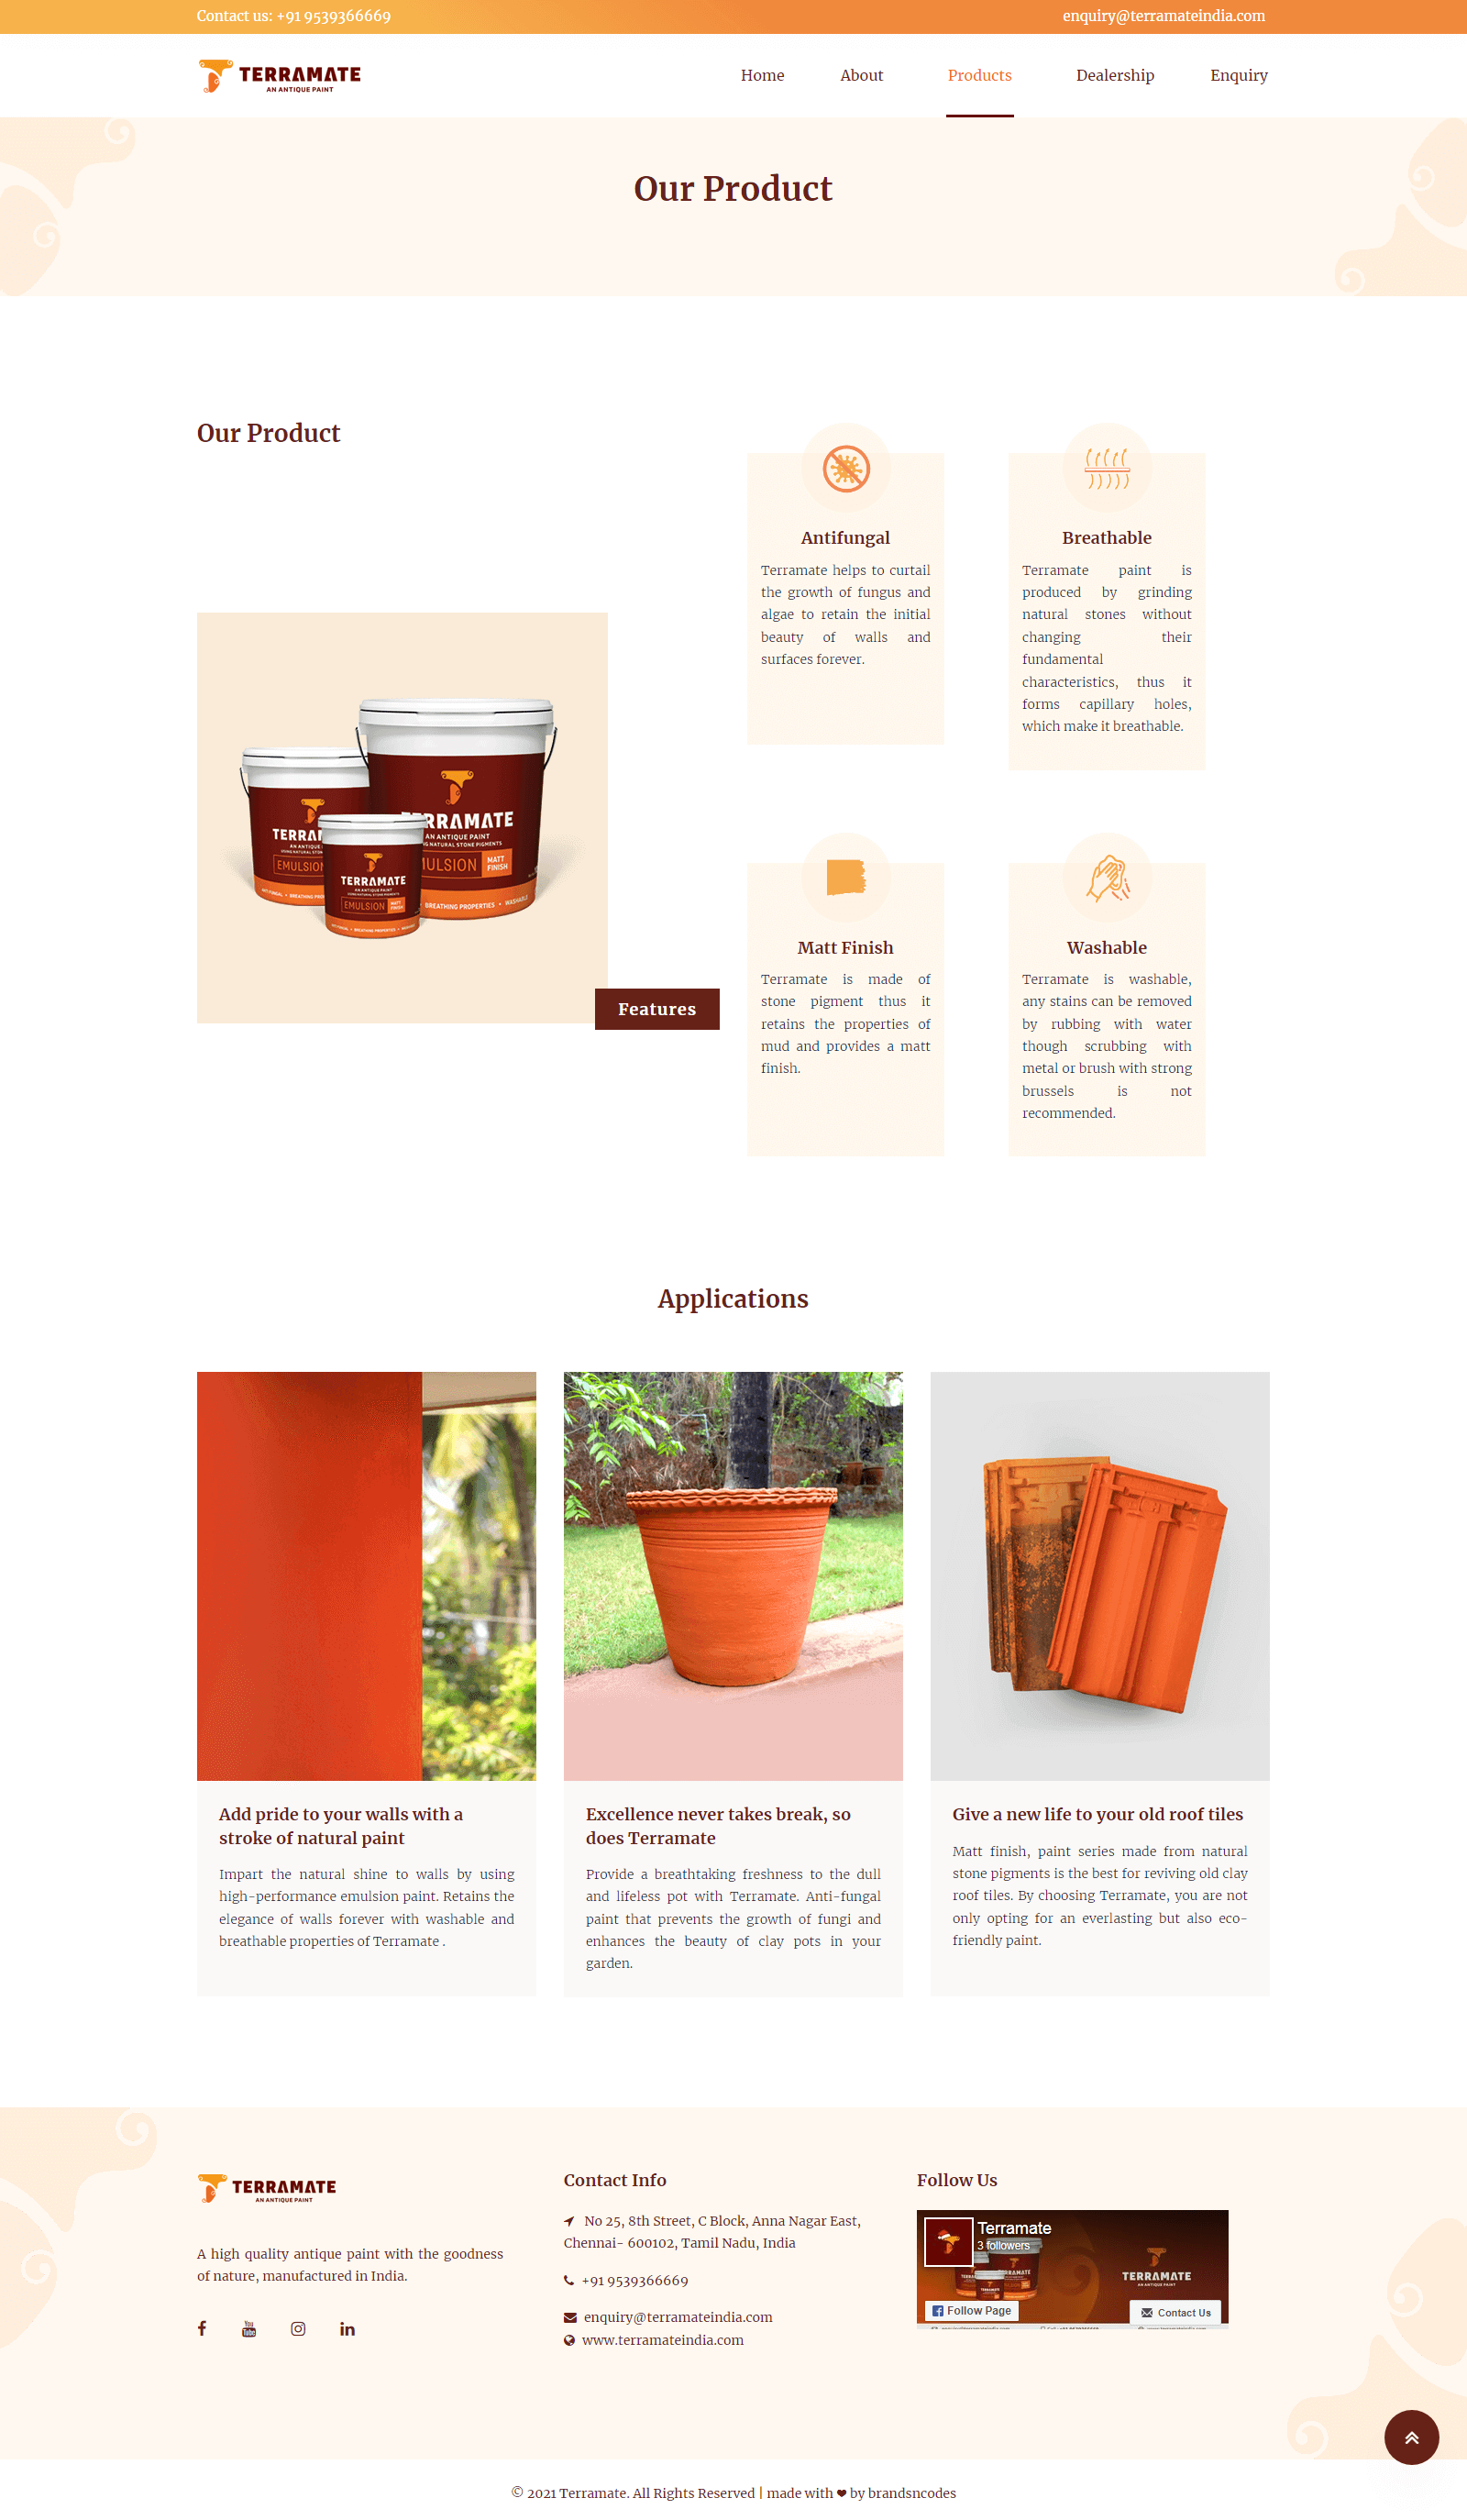 Contact us: +91 9539366669
enquiry@terramateindia.com
TERRAMATE
AN ANTIQUE PAINT
Home
About
Products
Dealership
Enquiry
Our Product
Our Product
TERRAMATE
AN ANTIQUE PAINT
USING NATURAL STONE PIGMENTS
EMULSION
MATT
FINISH
BREATHING PROPERTIES • WASHABLE
Features
Antifungal
Terramate helps to curtail
the growth of fungus and
algae to retain the initial
beauty of walls and
surfaces forever.
Breathable
Terramate paint is
produced by grinding
natural stones without
changing their
fundamental
characteristics, thus it
forms capillary holes,
which make it breathable.
Matt Finish
Terramate is made of
stone pigment thus it
retains the properties of
mud and provides a matt
finish.
Washable
Terramate is washable,
any stains can be removed
by rubbing with water
though scrubbing with
metal or brush with strong
brussels is not
recommended.
Applications
Add pride to your walls with a
stroke of natural paint
Impart the natural shine to walls by using
high-performance emulsion paint. Retains the
elegance of walls forever with washable and
breathable properties of Terramate .
Excellence never takes break, so
does Terramate
Provide a breathtaking freshness to the dull
and lifeless pot with Terramate. Anti-fungal
paint that prevents the growth of fungi and
enhances the beauty of clay pots in your
garden.
Give a new life to your old roof tiles
Matt finish, paint series made from natural
stone pigments is the best for reviving old clay
roof tiles. By choosing Terramate, you are not
only opting for an everlasting but also eco-
friendly paint.
TERRAMATE
AN ANTIQUE PAINT
A high quality antique paint with the goodness
of nature, manufactured in India.
Contact Info
No 25, 8th Street, C Block, Anna Nagar East,
Chennai- 600102, Tamil Nadu, India
+91 9539366669
enquiry@terramateindia.com
www.terramateindia.com
Follow Us
Terramate
3 followers
TERRAMATE
AN ANTIQUE PAINT
Follow Page
Contact Us
© 2021 Terramate. All Rights Reserved | made with ❤ by brandsncodes